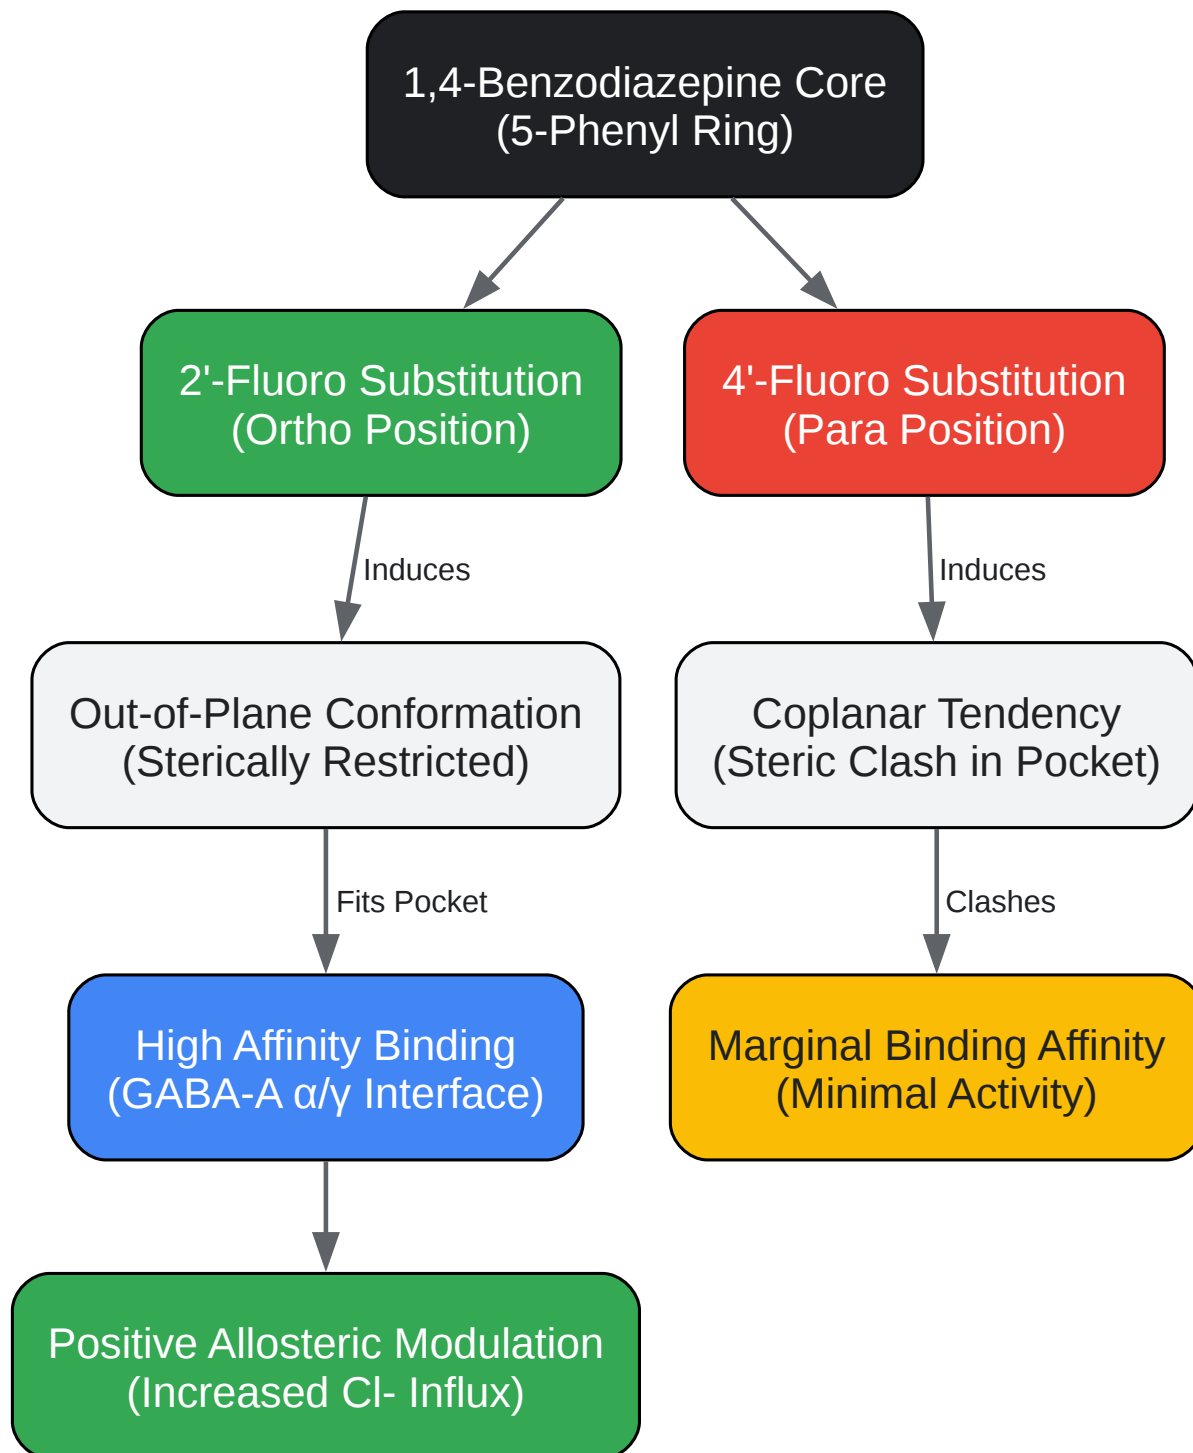 1,4-Benzodiazepine Core
(5-Phenyl Ring)
2'-Fluoro Substitution
(Ortho Position)
4'-Fluoro Substitution
(Para Position)
Induces
Induces
Out-of-Plane Conformation
(Sterically Restricted)
Coplanar Tendency
(Steric Clash in Pocket)
Fits Pocket
Clashes
High Affinity Binding
(GABA-A α/γ Interface)
Marginal Binding Affinity
(Minimal Activity)
Positive Allosteric Modulation
(Increased Cl- Influx)